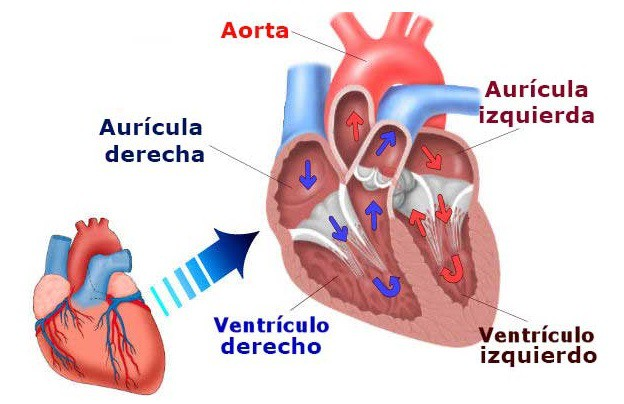 Aorta
Aurícula
izquierda
Aurícula
derecha
Ventrículo
derecho
Ventrículo
izquierdo